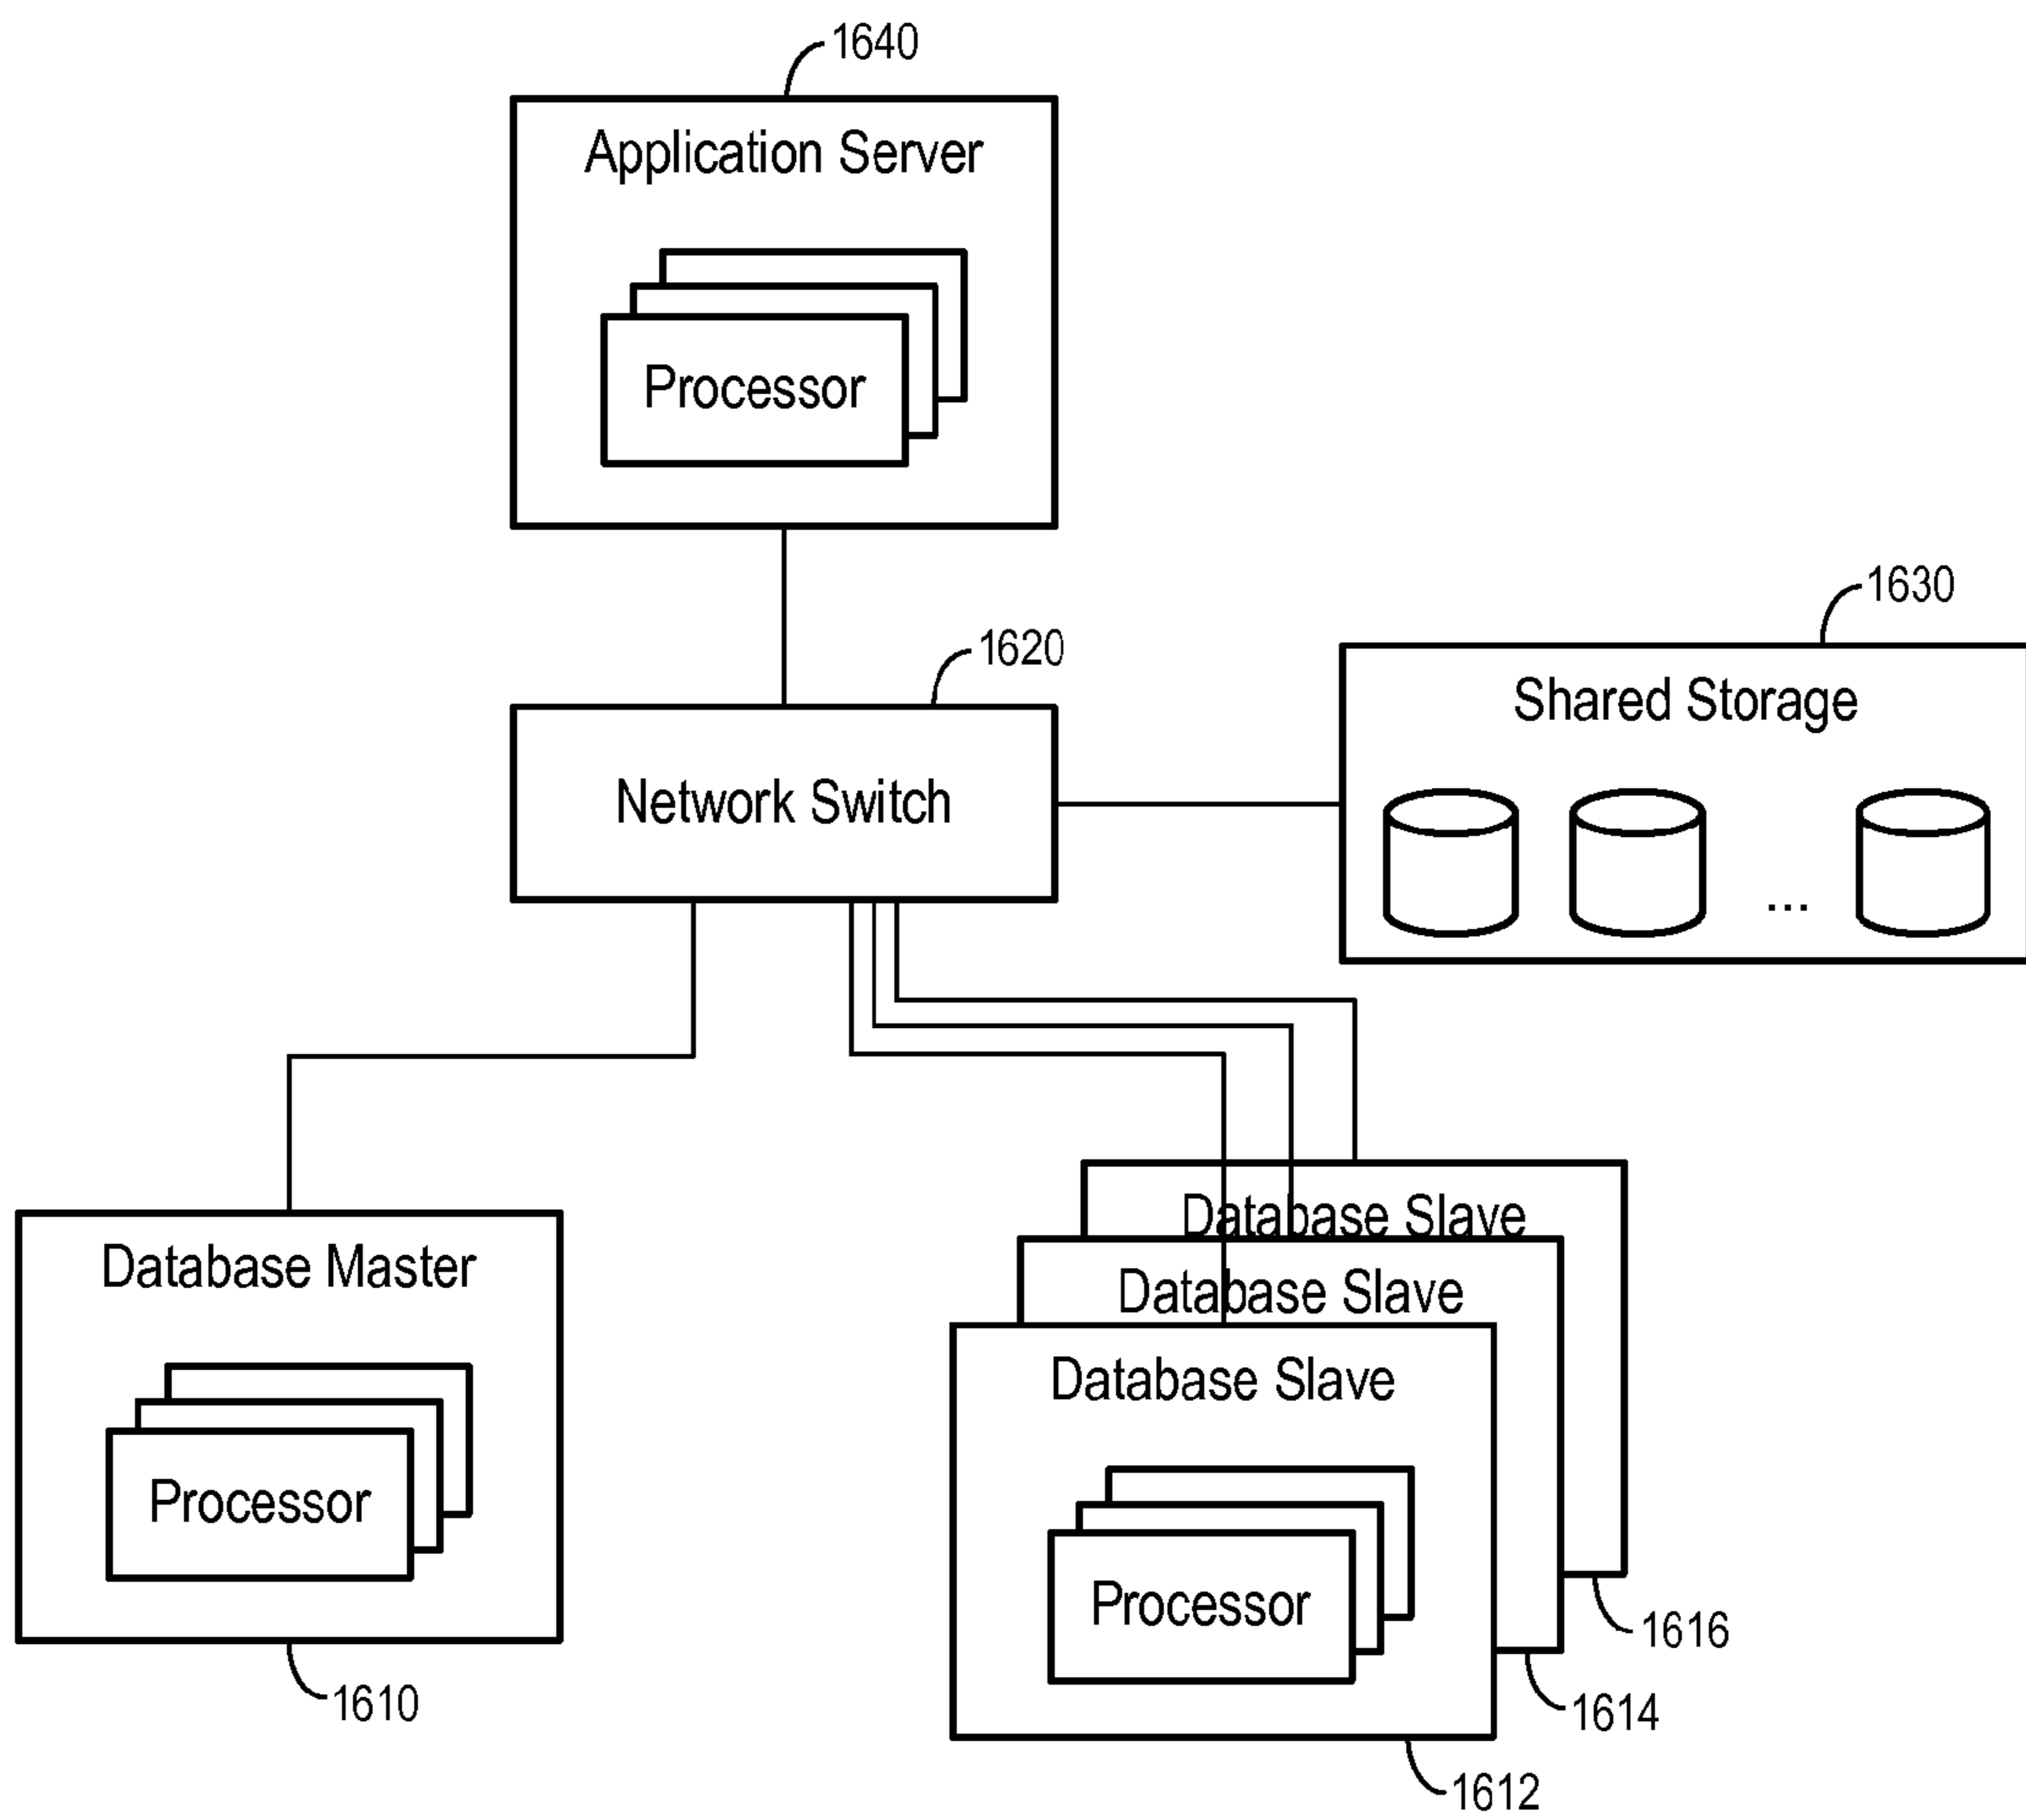 1640
Application Server
Processor
1630
1620
Shared Storage
Network Switch
...
Database Slave
Database Master
Database Slave
Database Slave
Processor
Processor
1616
1610
1614
1612